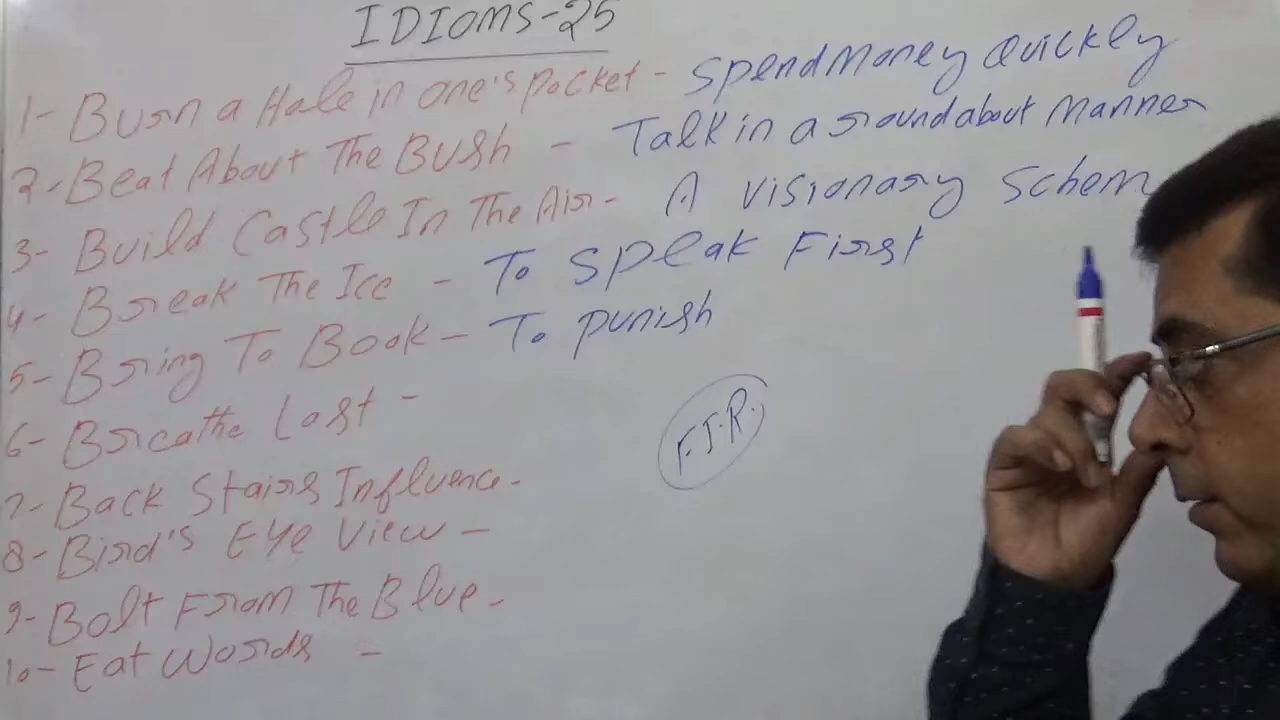 IDIOMS-25
1- Burn a Hole in one's pocket - Spend Money Quickly
2- Beat About The Bush - Talk in a roundabout Manner
3- Build Castle In The Air - A visionary Schem
4- Break The Ice - To Speak First
5- Bring To Book - To punish
6- Breathe Last -
7- Back Stairs Influence -
8- Bird's Eye View -
9- Bolt From The Blue -
10- Eat Words -
F.I.R.